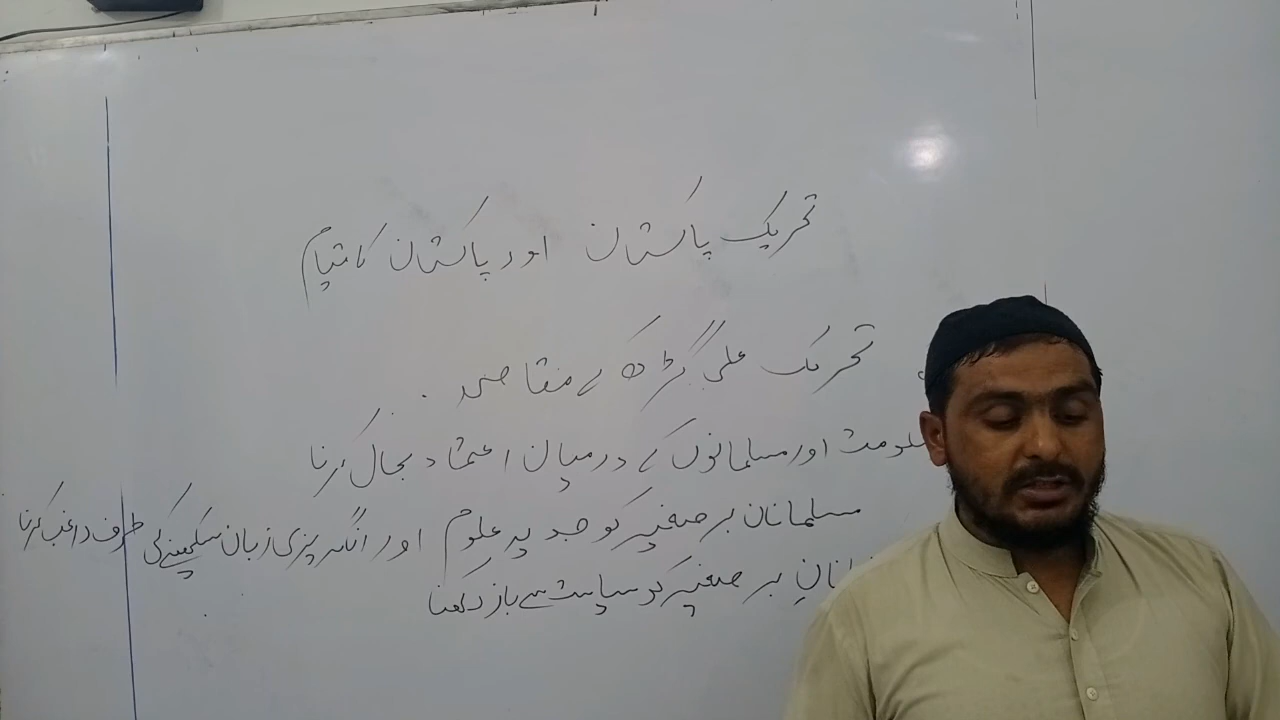 تحریک پاکستان اور پاکستان کا قیام
تحریک علی گڑھ کے مقاصد
اور مسلمانوں کے درمیان اعتماد بحال کرنا
مسلمانان برصغیر کو جدید علوم اور انگریزی زبان سیکھنے کی طرف راغب کرنا
برصغیر کو سیاست سے باز رکھنا